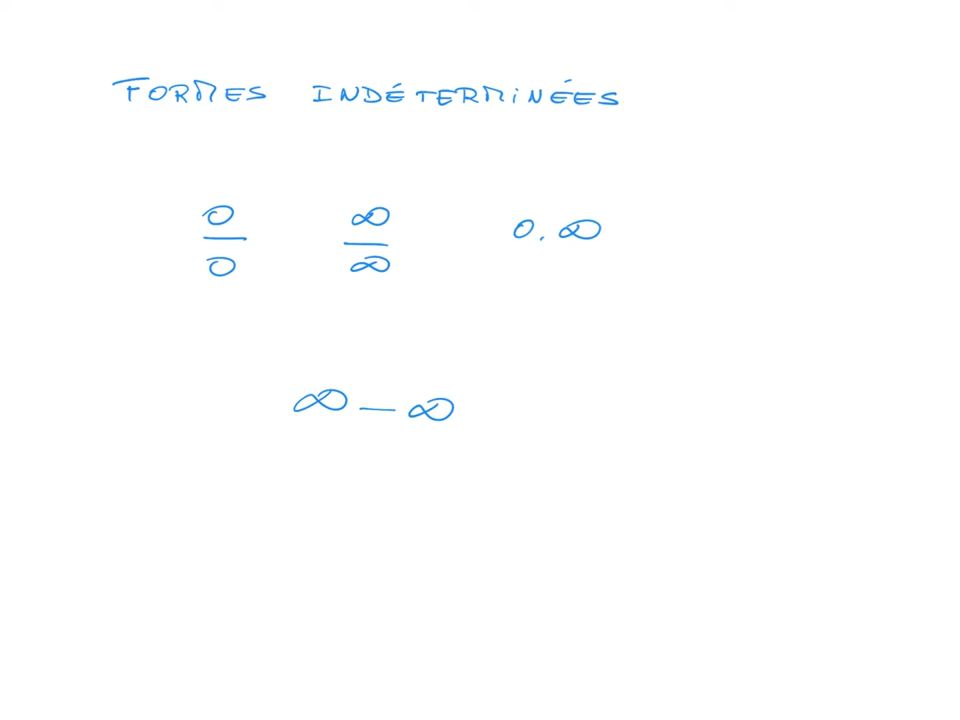 FORMES INDÉTERMINÉES
0/0 ∞/∞ 0.∞
∞ – ∞